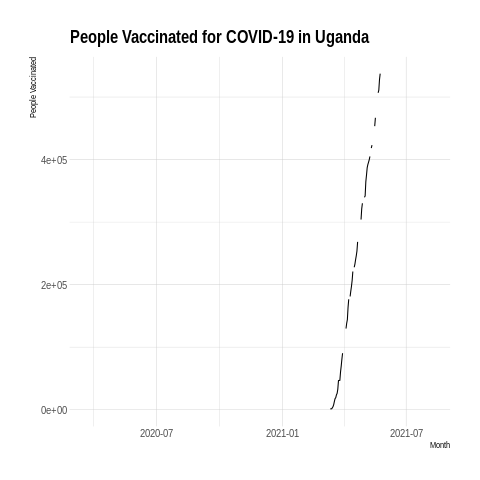 People Vaccinated for COVID-19 in Uganda
People Vaccinated
4e+05
2e+05
0e+00
2020-07 2021-01 2021-07
Month